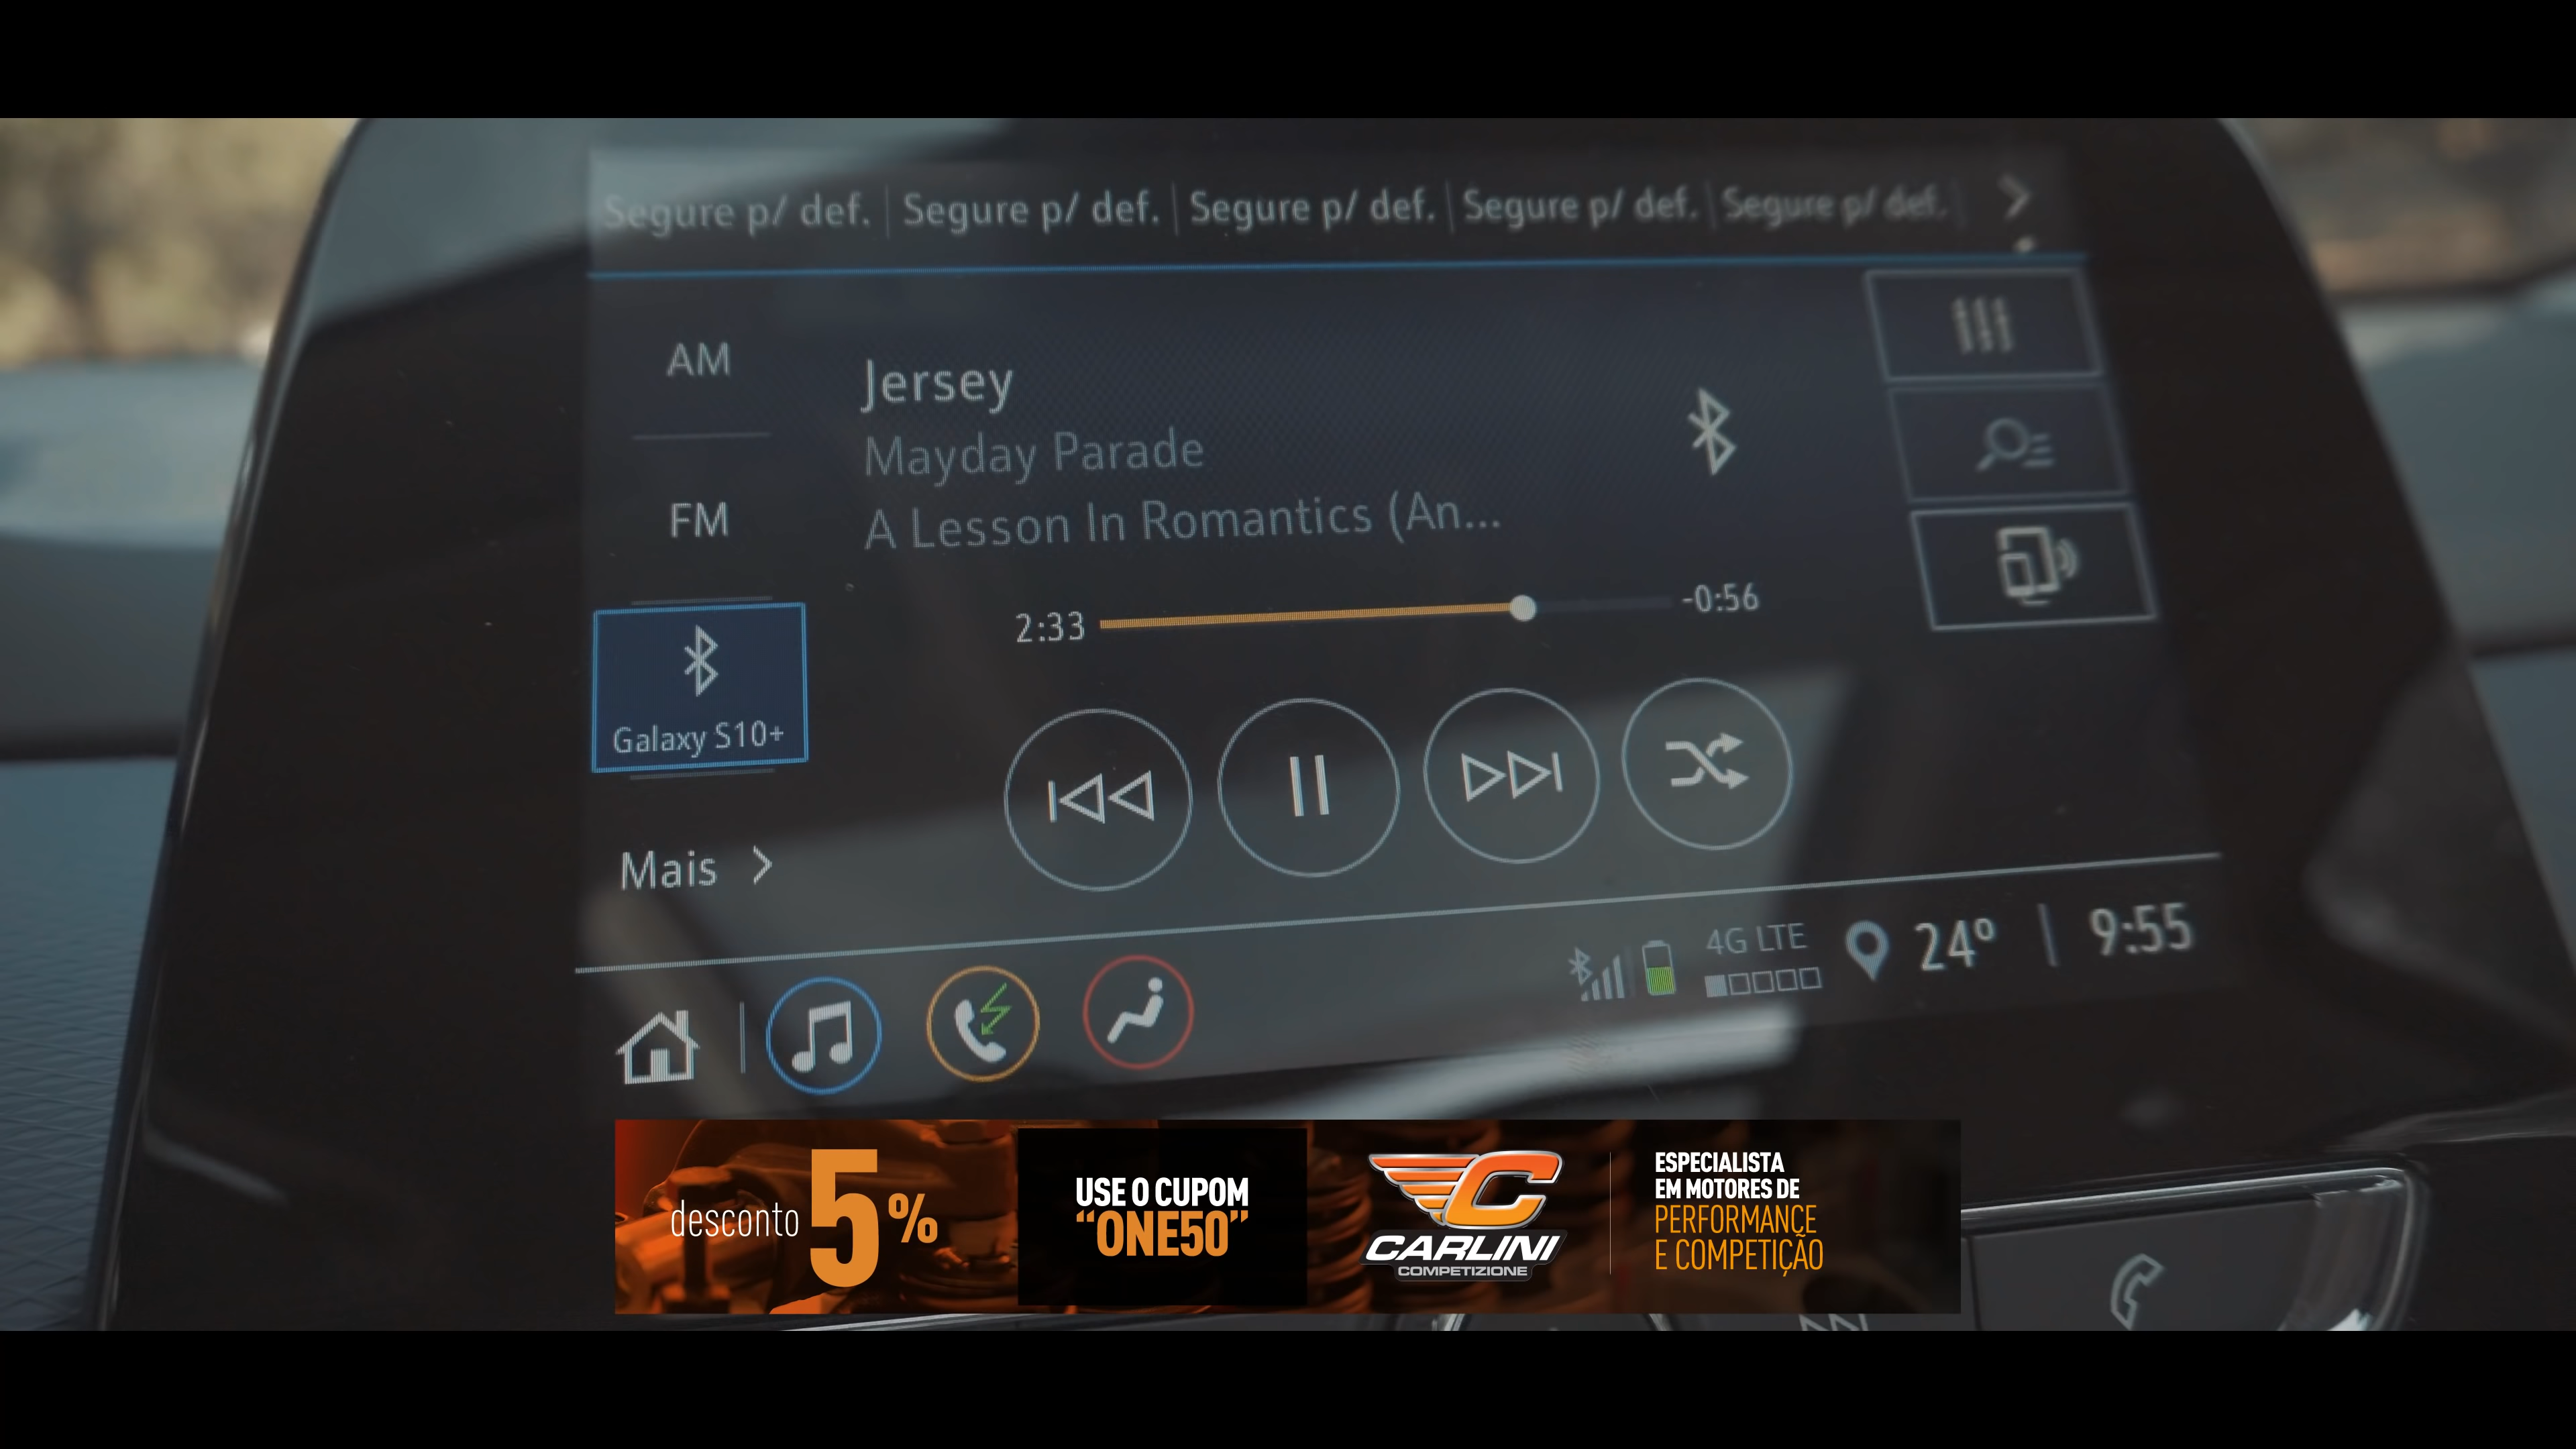 Segure p/ def. Segure p/ def. Segure p/ def. Segure p/ def. Segure p/ def.
AM
FM
Galaxy S10+
Mais
Jersey
Mayday Parade
A Lesson In Romantics (An...
2:33
-0:56
4G LTE
24º
9:55
desconto 5%
USE O CUPOM
“ONE50”
CARLINI
COMPETIZIONE
ESPECIALISTA
EM MOTORES DE
PERFORMANCE
E COMPETIÇÃO